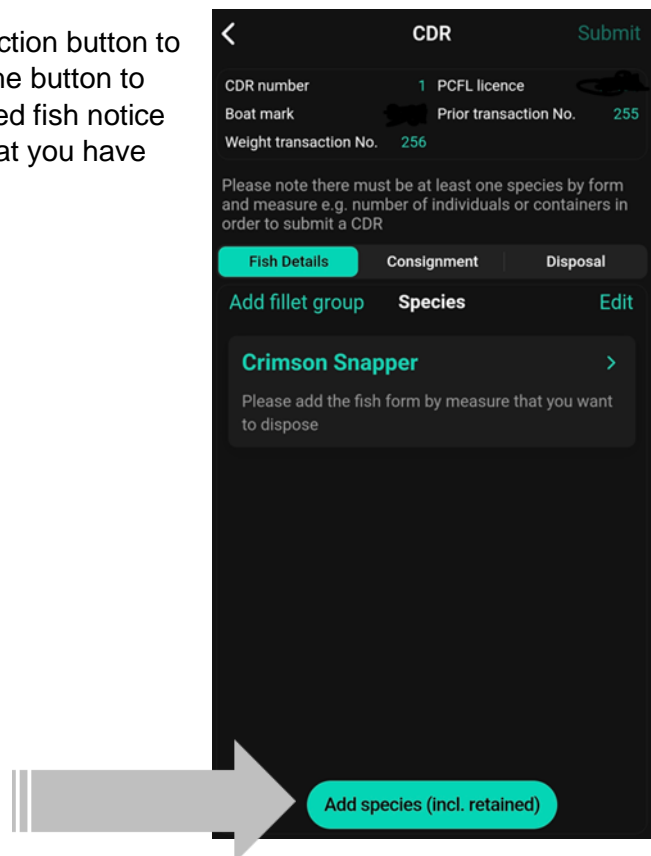 ction button to
ne button to
ed fish notice
at you have
CDR Submit
CDR number 1 PCFL licence
Boat mark Prior transaction No. 255
Weight transaction No. 256
Please note there must be at least one species by form
and measure e.g. number of individuals or containers in
order to submit a CDR
Fish Details Consignment Disposal
Add fillet group Species Edit
Crimson Snapper
Please add the fish form by measure that you want
to dispose
Add species (incl. retained)